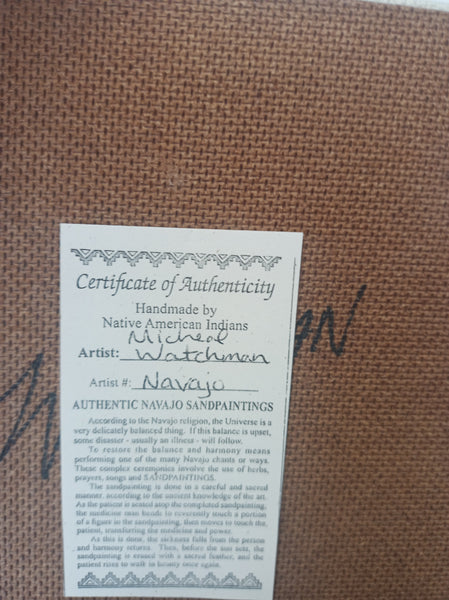 Certificate of Authenticity
Handmade by
Native American Indians
Micheal
Artist: Watchman
Artist #: Navajo
AUTHENTIC NAVAJO SANDPAINTINGS
According to the Navajo religion, the Universe is a
very delicately balanced thing. If this balance is upset,
some disaster - usually an illness - will follow.
To restore the balance and harmony means
performing one of the many Navajo chants or ways.
These complex ceremonies involve the use of herbs,
prayers, songs and SANDPAINTINGS.
The sandpainting is done in a careful and sacred
manner, according to the ancient knowledge of the art.
As the patient is seated atop the completed sandpainting,
the medicine man bends to reverently touch a portion
of a figure in the sandpainting, then moves to touch the
patient, transferring the medicine and power.
As this is done, the sickness falls from the person
and harmony returns. Then, before the sun sets, the
sandpainting is erased with a sacred feather, and the
patient rises to walk in beauty once again.